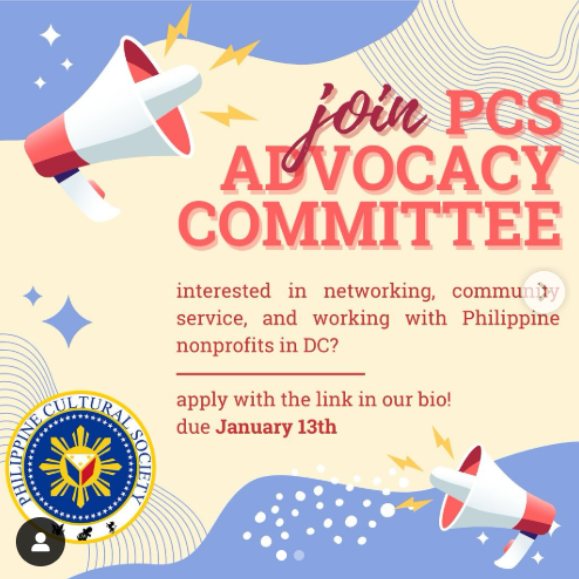 join PCS
ADVOCACY
COMMITTEE
interested in networking, community
service, and working with Philippine
nonprofits in DC?
apply with the link in our bio!
due January 13th
PHILIPPINE CULTURAL SOCIETY